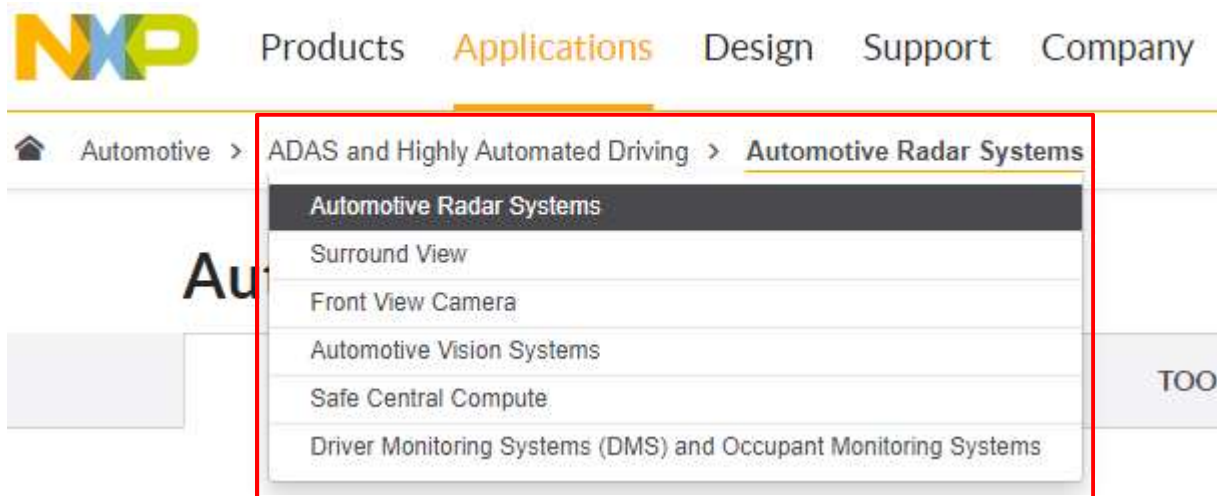 NXP Products Applications Design Support Company
Automotive > ADAS and Highly Automated Driving > Automotive Radar Systems
Automotive Radar Systems
Surround View
Front View Camera
Automotive Vision Systems
Safe Central Compute
Driver Monitoring Systems (DMS) and Occupant Monitoring Systems